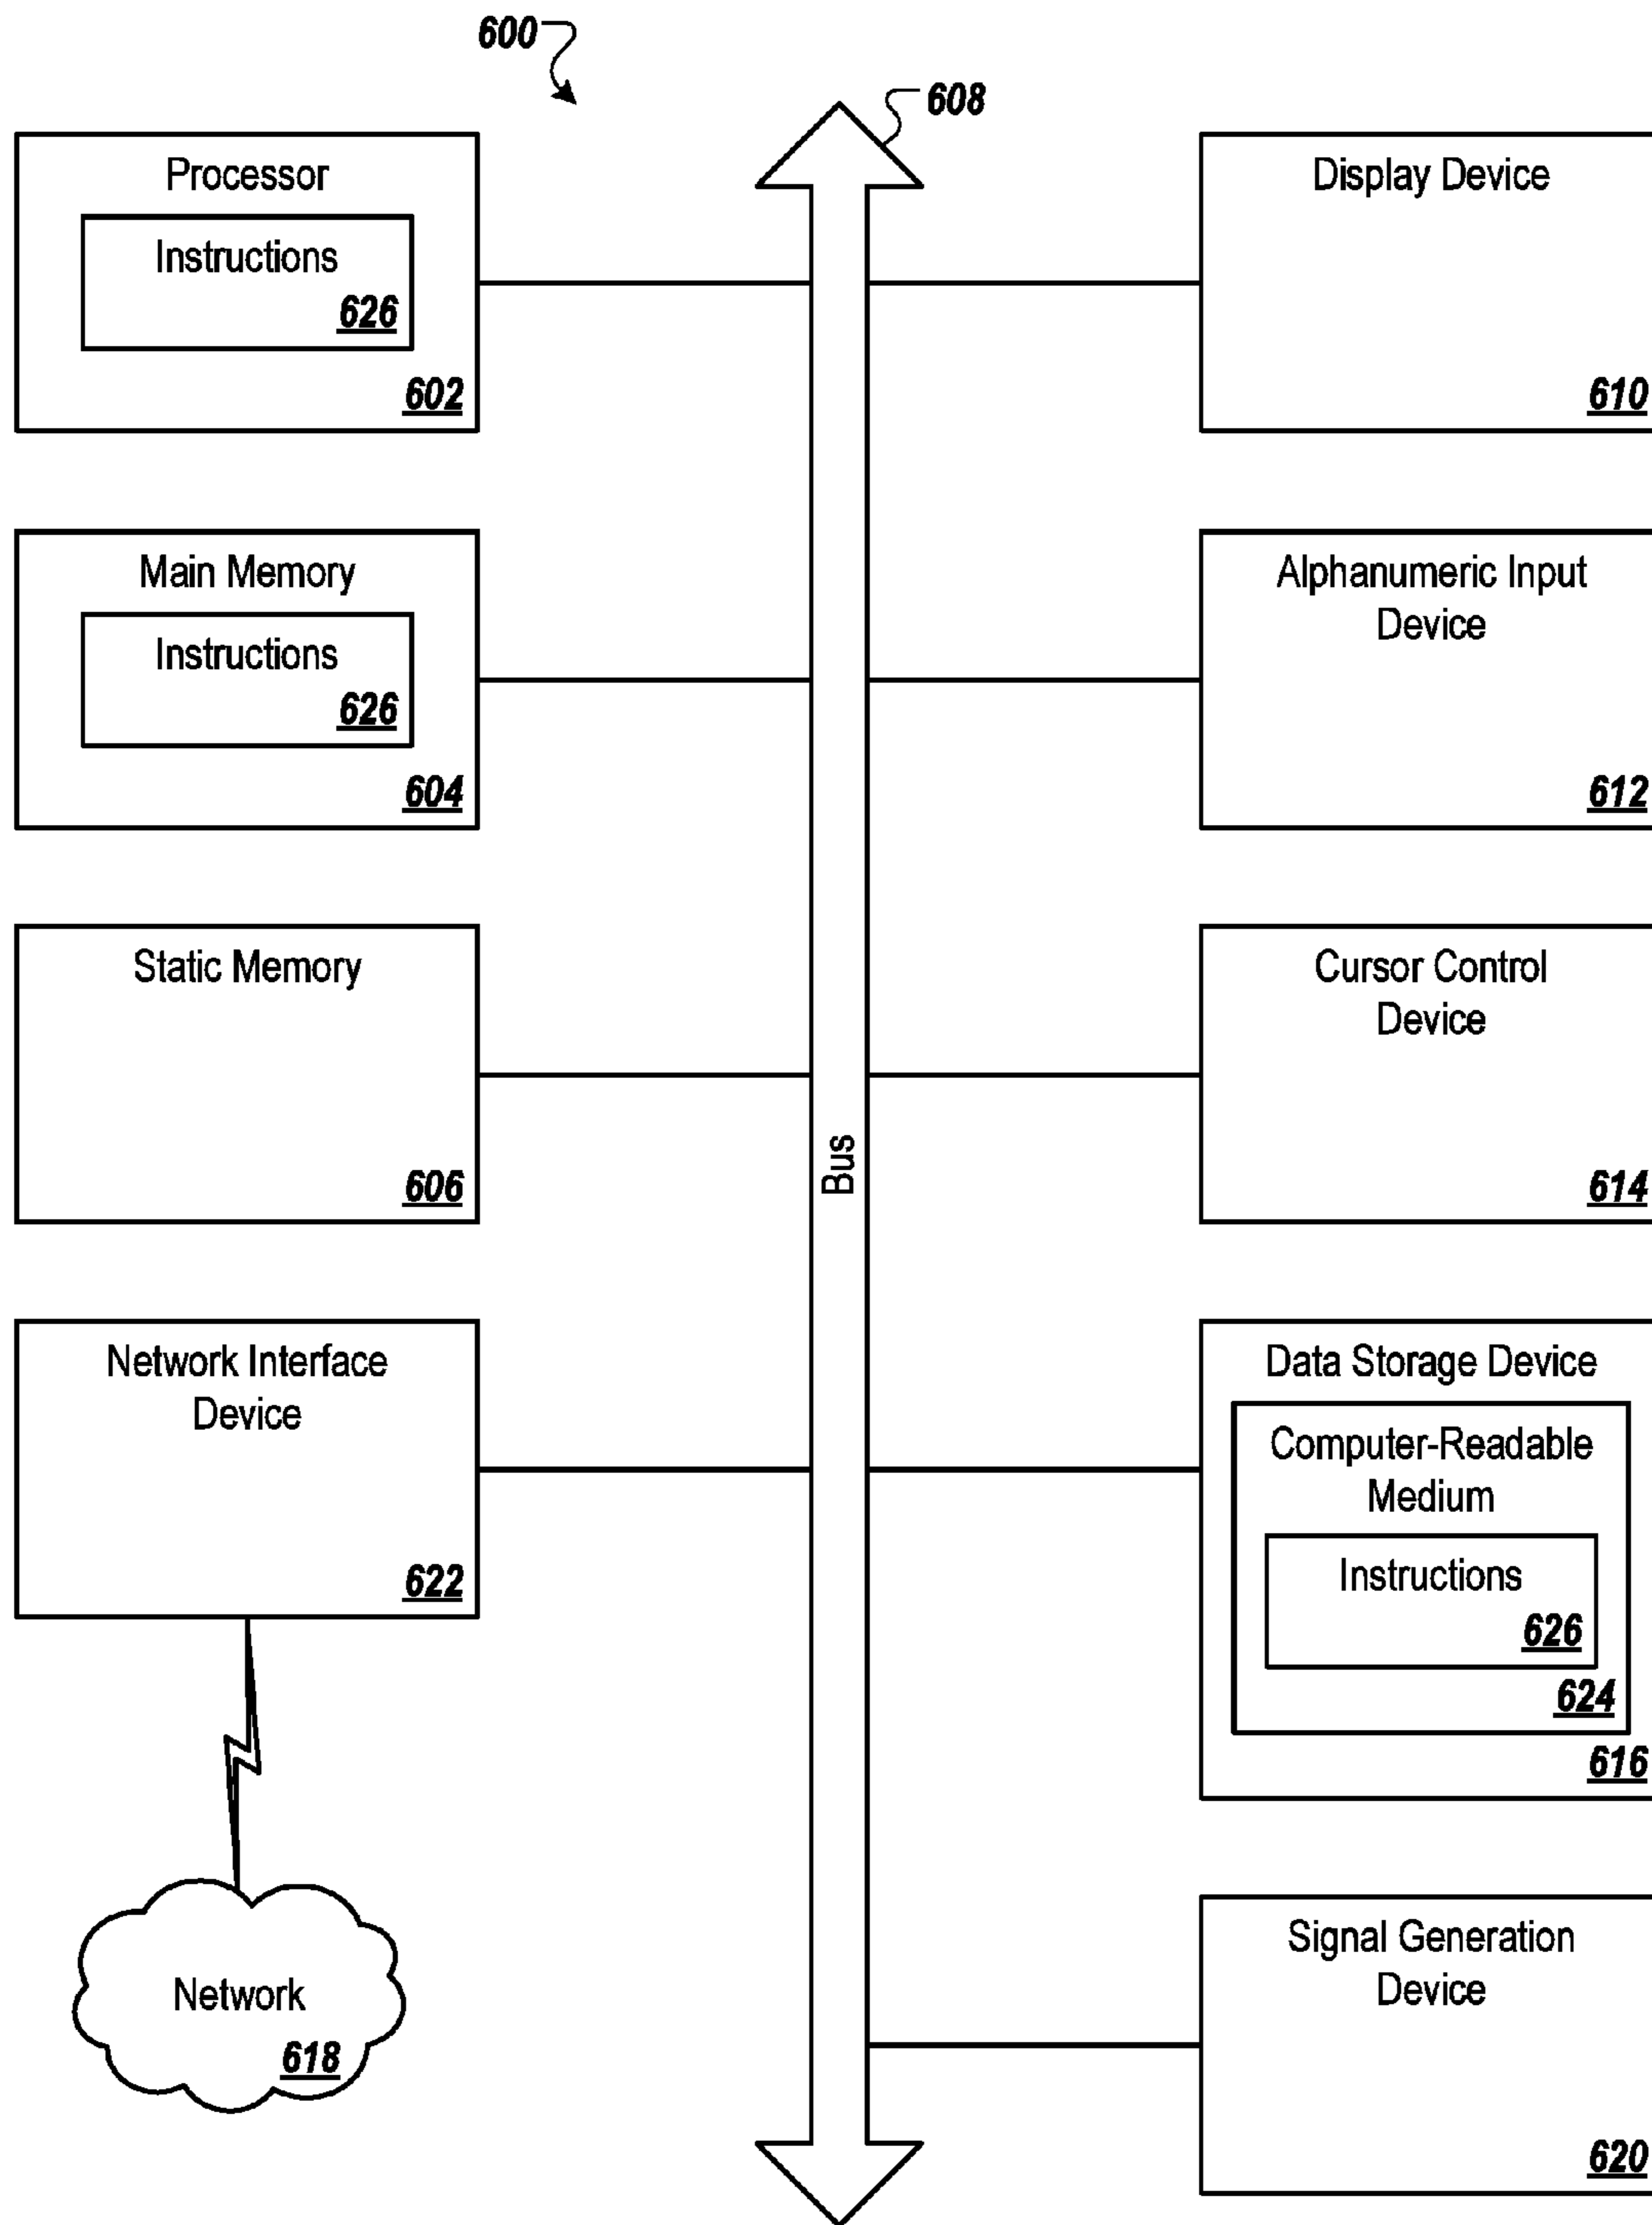 600
608
Processor
Instructions
626
602
Display Device
610
Main Memory
Instructions
626
604
Alphanumeric Input
Device
612
Static Memory
606
Cursor Control
Device
614
Bus
Network Interface
Device
622
Data Storage Device
Computer-Readable
Medium
Instructions
626
624
616
Network
618
Signal Generation
Device
620